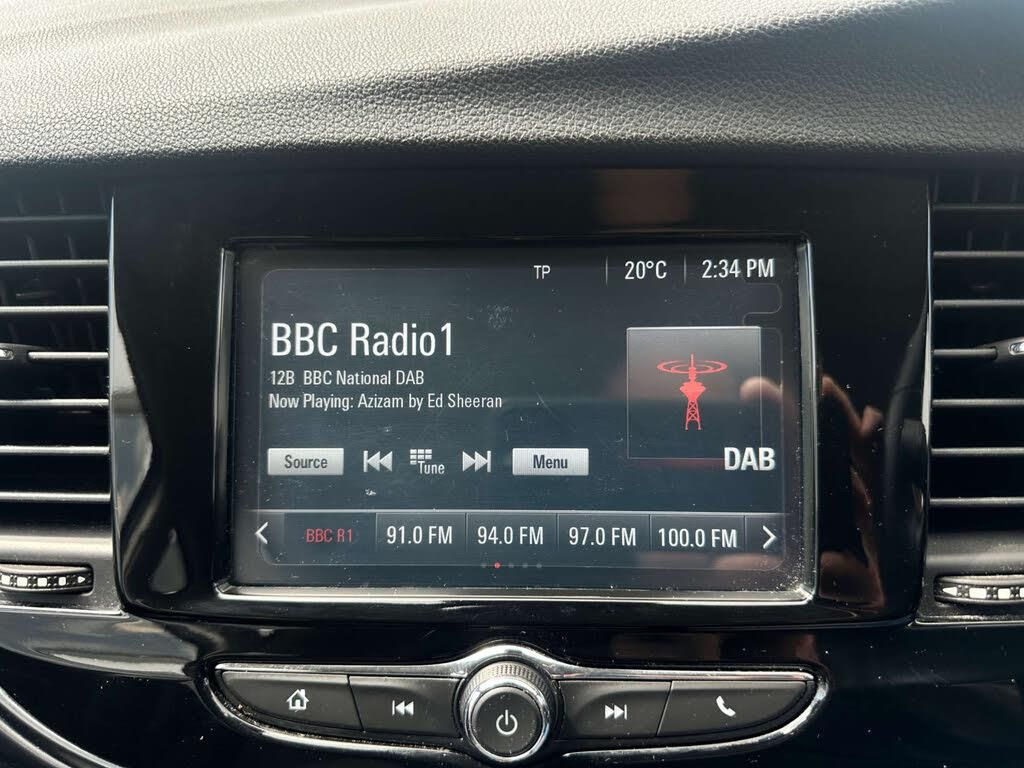 TP 20°C 2:34 PM
BBC Radio1
12B BBC National DAB
Now Playing: Azizam by Ed Sheeran
Source Tune Menu
DAB
BBC R1 91.0 FM 94.0 FM 97.0 FM 100.0 FM